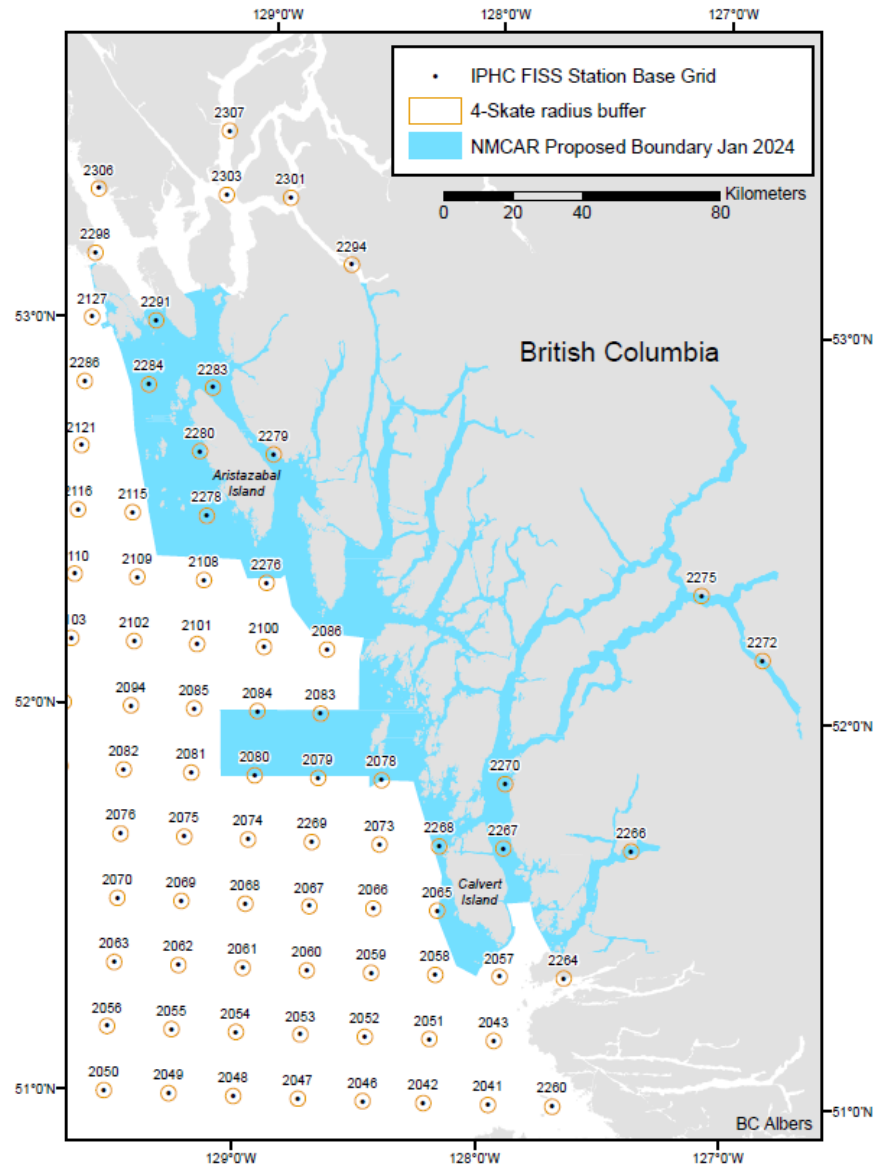 129°0'W 128°0'W 127°0'W
IPHC FISS Station Base Grid
4-Skate radius buffer
NMCAR Proposed Boundary Jan 2024
Kilometers
0 20 40 80
2307
2306 2303 2301
2298 2294
53°0'N 2127 2291 53°0'N
British Columbia
2286 2284 2283
2121 2280 2279
Aristazabal
Island
2116 2115 2278
110 2109 2108 2276 2275
103 2102 2101 2100 2086 2272
52°0'N 2094 2085 2084 2083 52°0'N
2082 2081 2080 2079 2078 2270
2076 2075 2074 2269 2073 2268 2267 2266
Calvert
Island
2070 2069 2068 2067 2066 2065
2063 2062 2061 2060 2059 2058 2057 2264
2056 2055 2054 2053 2052 2051 2043
51°0'N 2050 2049 2048 2047 2046 2042 2041 2260 51°0'N
BC Albers
129°0'W 128°0'W 127°0'W